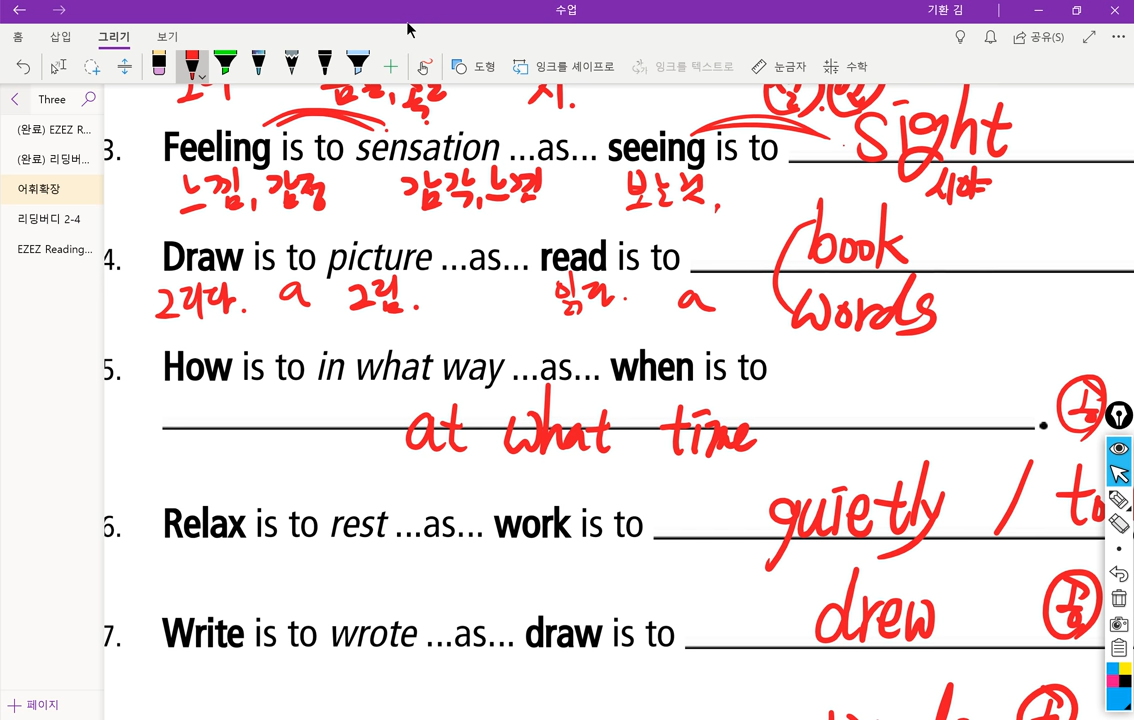 수업
기환 김
홈 삽입 그리기 보기
공유(S)
도형 잉크를 셰이프로 잉크를 텍스트로 눈금자 수학
Three
(완료) EZEZ R...
(완료) 리딩버...
어휘확장
리딩버디 2-4
EZEZ Reading...
페이지
3. Feeling is to sensation ...as... seeing is to sight
느낌, 감정 감각, 느낌 보는것, 시야
4. Draw is to picture ...as... read is to book
words
그리다. a 그림. 읽다. a
5. How is to in what way ...as... when is to
at what time.
6. Relax is to rest ...as... work is to quietly / to
7. Write is to wrote ...as... draw is to drew